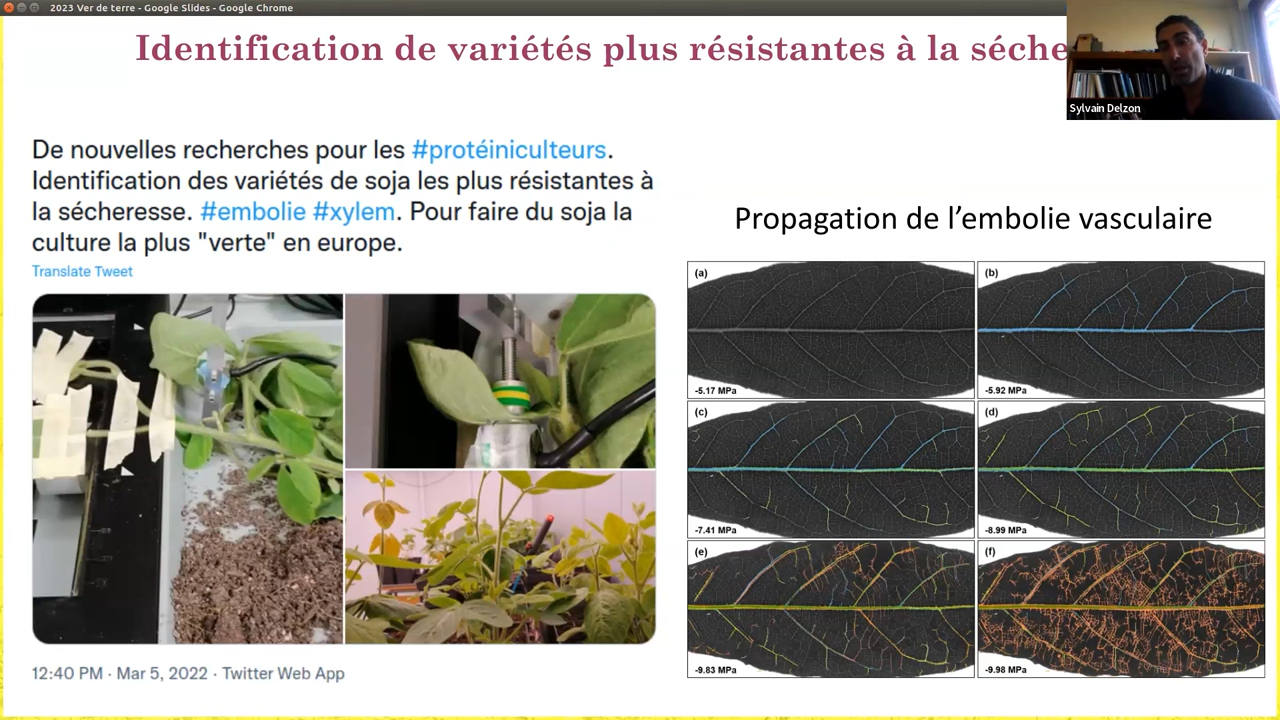 2023 Ver de terre - Google Slides - Google Chrome
Identification de variétés plus résistantes à la séche
Sylvain Delzon
De nouvelles recherches pour les #protéiniculteurs.
Identification des variétés de soja les plus résistantes à
la sécheresse. #embolie #xylem. Pour faire du soja la
culture la plus "verte" en europe.
Translate Tweet
12:40 PM · Mar 5, 2022 · Twitter Web App
Propagation de l’embolie vasculaire
(a)
-5.17 MPa
(b)
-5.92 MPa
(c)
-7.41 MPa
(d)
-8.99 MPa
(e)
-9.83 MPa
(f)
-9.98 MPa